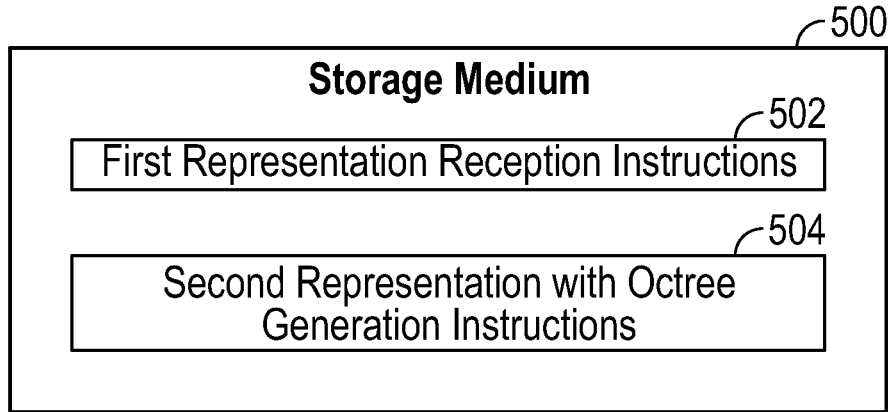 500
Storage Medium
502
First Representation Reception Instructions
504
Second Representation with Octree
Generation Instructions